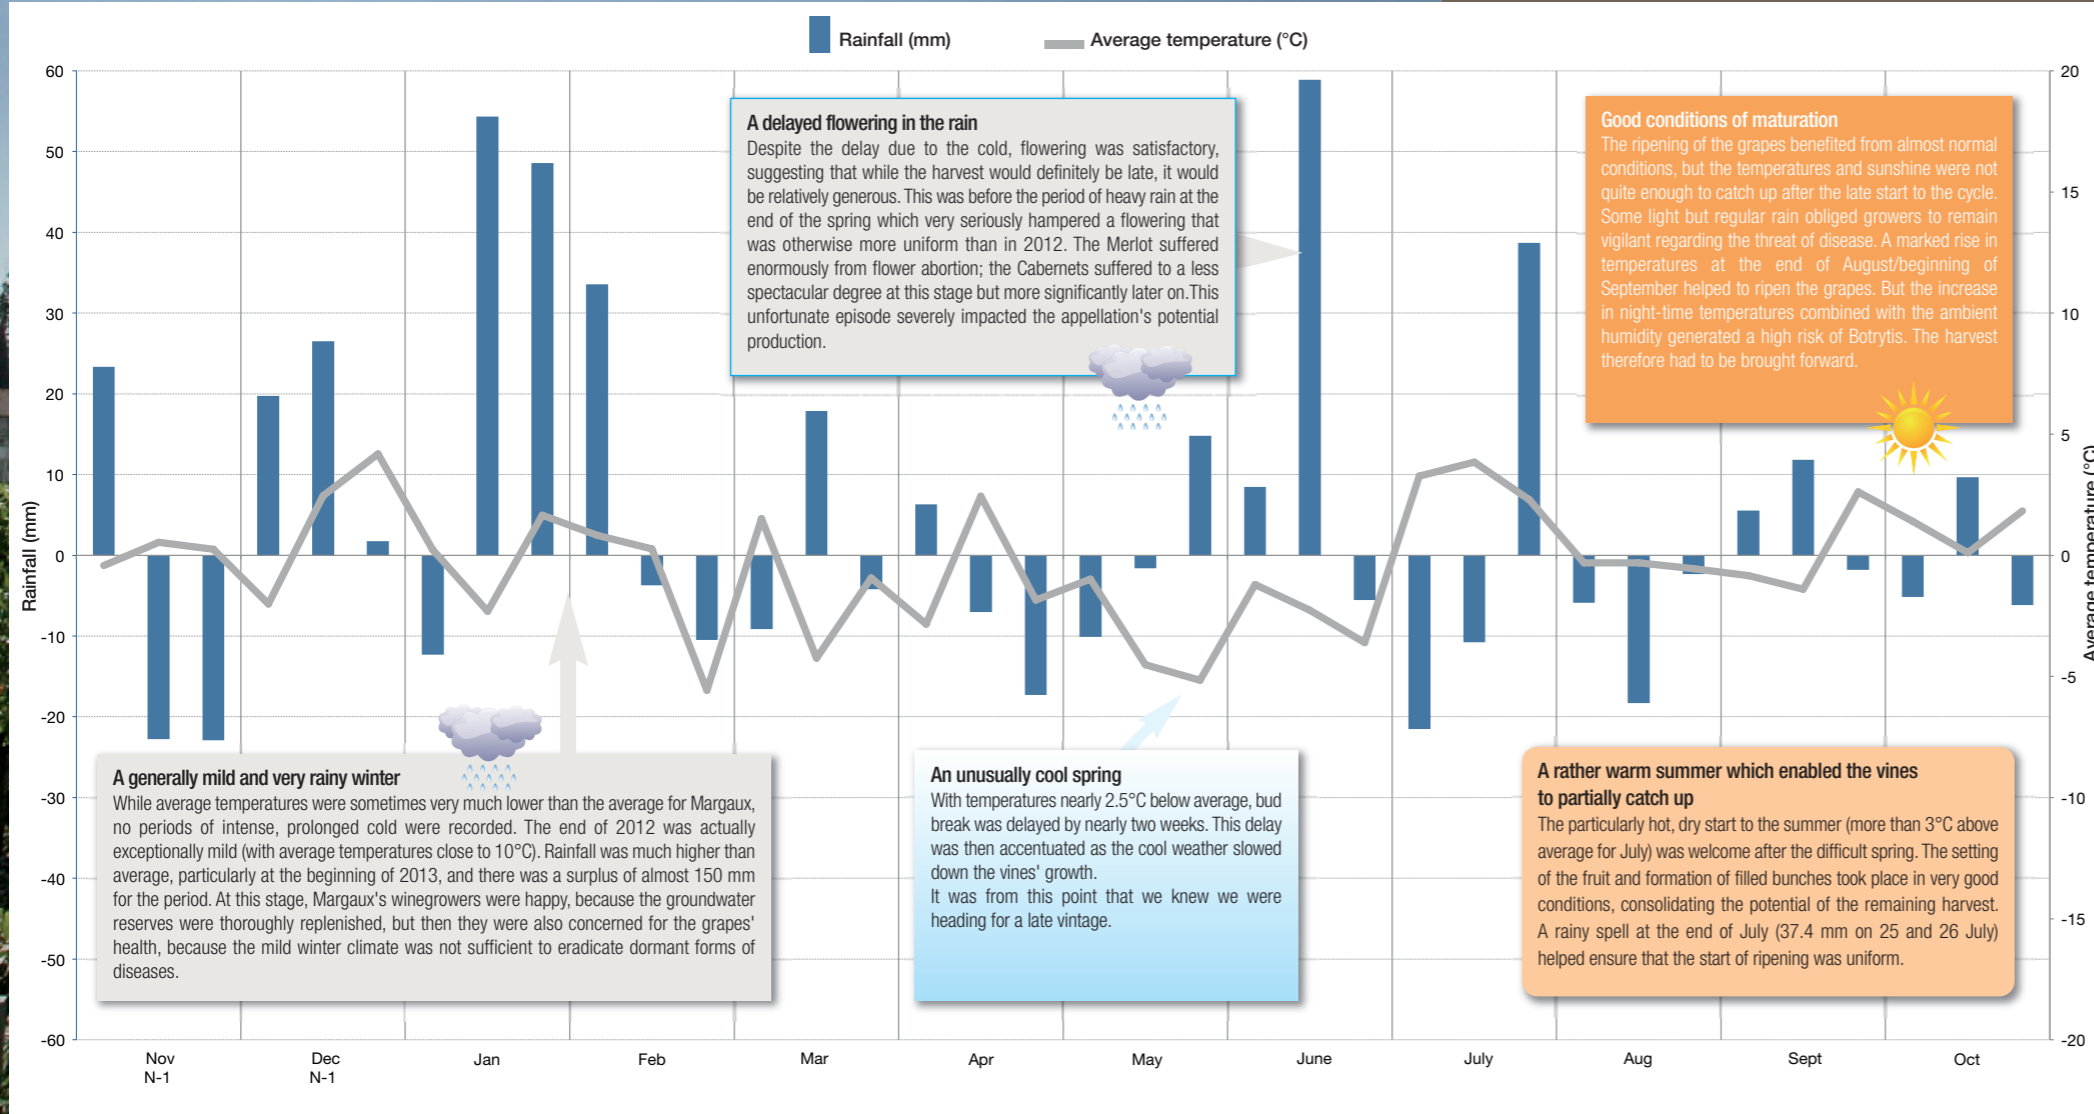 Rainfall (mm)
Average temperature (°C)
60
50
40
30
20
10
0
-10
-20
-30
-40
-50
-60
Rainfall (mm)
20
15
10
5
0
-5
-10
-15
-20
Average temperature (°C)
A delayed flowering in the rain
Despite the delay due to the cold, flowering was satisfactory,
suggesting that while the harvest would definitely be late, it would
be relatively generous. This was before the period of heavy rain at the
end of the spring which very seriously hampered a flowering that
was otherwise more uniform than in 2012. The Merlot suffered
enormously from flower abortion; the Cabernets suffered to a less
spectacular degree at this stage but more significantly later on.This
unfortunate episode severely impacted the appellation's potential
production.
Good conditions of maturation
The ripening of the grapes benefited from almost normal
conditions, but the temperatures and sunshine were not
quite enough to catch up after the late start to the cycle.
Some light but regular rain obliged growers to remain
vigilant regarding the threat of disease. A marked rise in
temperatures at the end of August/beginning of
September helped to ripen the grapes. But the increase
in night-time temperatures combined with the ambient
humidity generated a high risk of Botrytis. The harvest
therefore had to be brought forward.
A generally mild and very rainy winter
While average temperatures were sometimes very much lower than the average for Margaux,
no periods of intense, prolonged cold were recorded. The end of 2012 was actually
exceptionally mild (with average temperatures close to 10°C). Rainfall was much higher than
average, particularly at the beginning of 2013, and there was a surplus of almost 150 mm
for the period. At this stage, Margaux's winegrowers were happy, because the groundwater
reserves were thoroughly replenished, but then they were also concerned for the grapes'
health, because the mild winter climate was not sufficient to eradicate dormant forms of
diseases.
An unusually cool spring
With temperatures nearly 2.5°C below average, bud
break was delayed by nearly two weeks. This delay
was then accentuated as the cool weather slowed
down the vines' growth.
It was from this point that we knew we were
heading for a late vintage.
A rather warm summer which enabled the vines
to partially catch up
The particularly hot, dry start to the summer (more than 3°C above
average for July) was welcome after the difficult spring. The setting
of the fruit and formation of filled bunches took place in very good
conditions, consolidating the potential of the remaining harvest.
A rainy spell at the end of July (37.4 mm on 25 and 26 July)
helped ensure that the start of ripening was uniform.
Nov
N-1
Dec
N-1
Jan
Feb
Mar
Apr
May
June
July
Aug
Sept
Oct